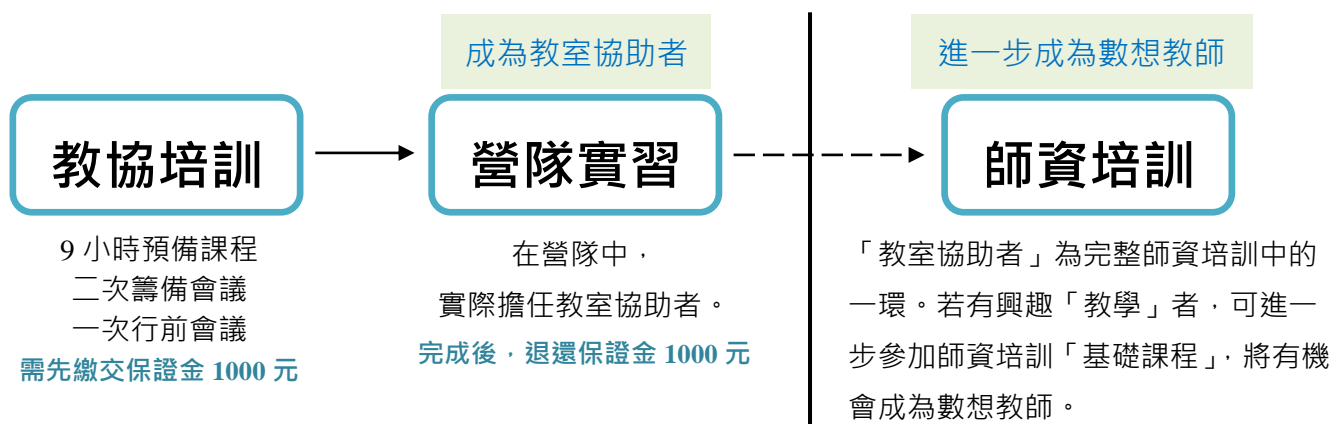 成為教室協助者
進一步成為數想教師
教協培訓
營隊實習
師資培訓
9 小時預備課程
二次籌備會議
一次行前會議
需先繳交保證金 1000 元
在營隊中，
實際擔任教室協助者。
完成後，退還保證金 1000 元
「教室協助者」為完整師資培訓中的
一環。若有興趣「教學」者，可進一
步參加師資培訓「基礎課程」，將有機
會成為數想教師。